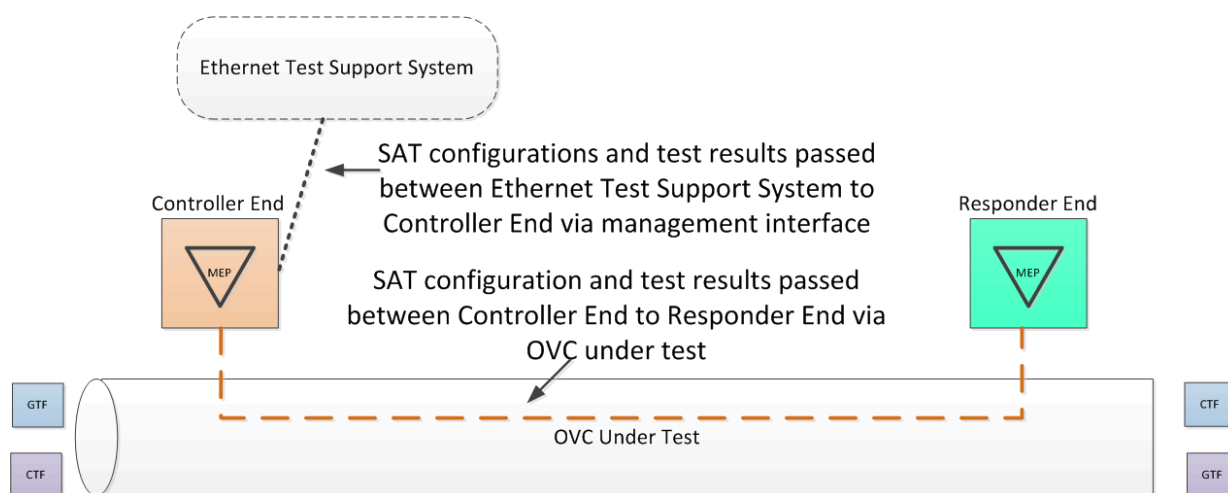 Ethernet Test Support System
SAT configurations and test results passed
between Ethernet Test Support System to
Controller End via management interface
Controller End
Responder End
MEP
MEP
SAT configuration and test results passed
between Controller End to Responder End via
OVC under test
GTF
CTF
OVC Under Test
CTF
GTF